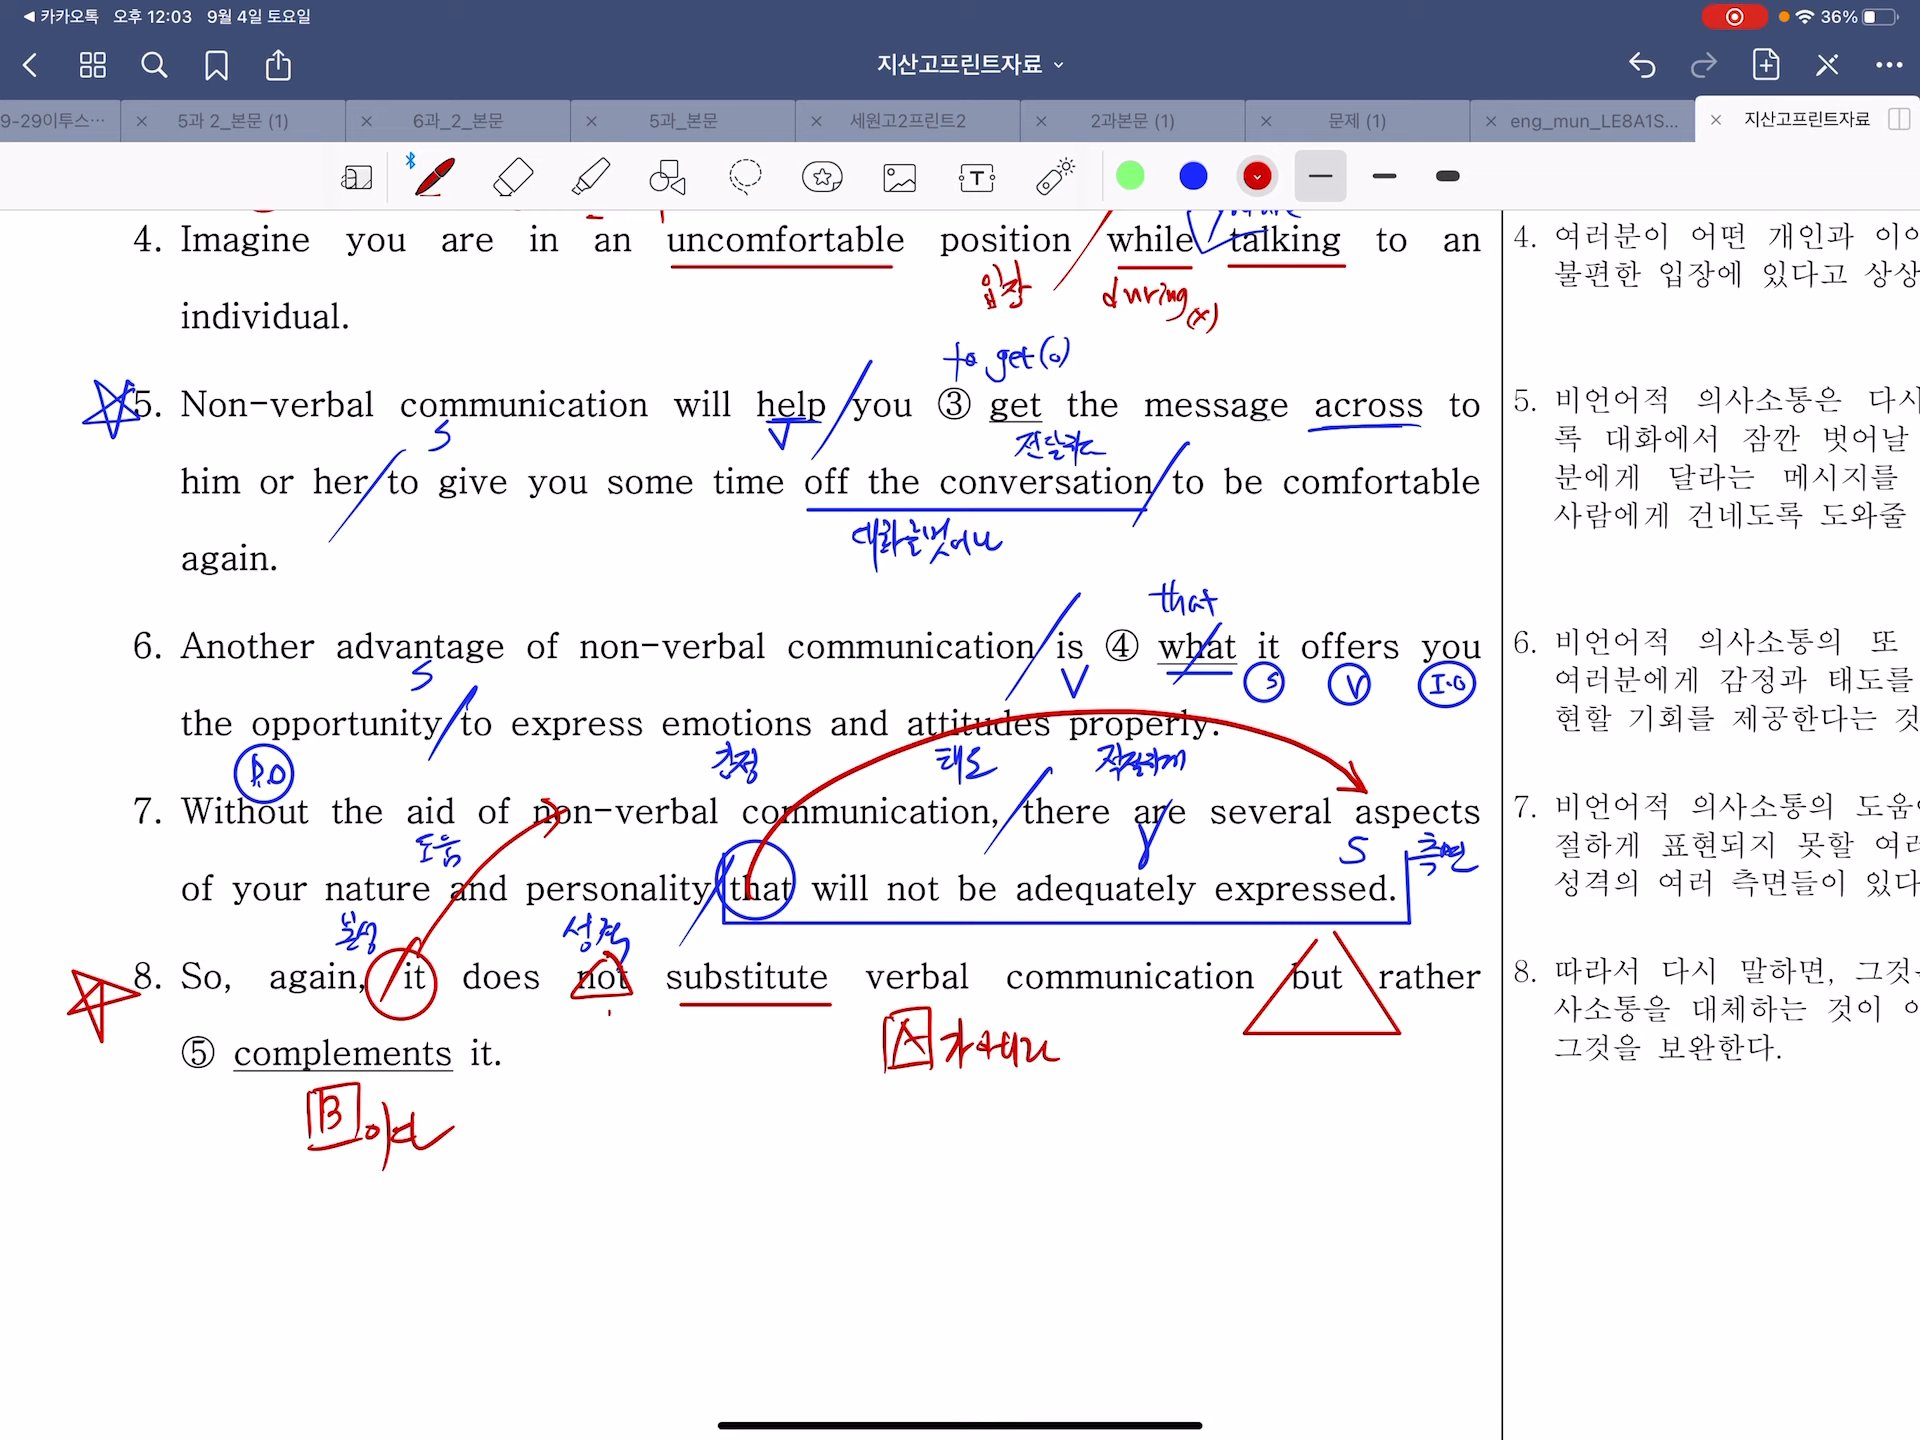 카카오톡 오후 12:03 9월 4일 토요일 36%
지산고프린트자료
9-29이투스… 5과 2_본문 (1) 6과_2_본문 5과_본문 세원고2프린트2 2과본문 (1) 문제 (1) eng_mun_LE8A1S... 지산고프린트자료
4. Imagine you are in an uncomfortable position while talking to an
입장 during(x)
individual.
to get(o)
5. Non-verbal communication will help you ③ get the message across to
S V
him or her to give you some time off the conversation to be comfortable
again.
that
6. Another advantage of non-verbal communication is ④ what it offers you
S V S V I.O
the opportunity to express emotions and attitudes properly.
D.O 감정 태도 적절하게
7. Without the aid of non-verbal communication, there are several aspects
도움 V S 측면
of your nature and personality that will not be adequately expressed.
본성 성격
8. So, again, it does not substitute verbal communication but rather
A가 아니라
⑤ complements it.
B 이다
4. 여러분이 어떤 개인과 이야
불편한 입장에 있다고 상상
5. 비언어적 의사소통은 다시
록 대화에서 잠깐 벗어날
분에게 달라는 메시지를
사람에게 건네도록 도와줄
6. 비언어적 의사소통의 또
여러분에게 감정과 태도를
현할 기회를 제공한다는 것
7. 비언어적 의사소통의 도움
절하게 표현되지 못할 여러
성격의 여러 측면들이 있다
8. 따라서 다시 말하면, 그것
사소통을 대체하는 것이 아
그것을 보완한다.